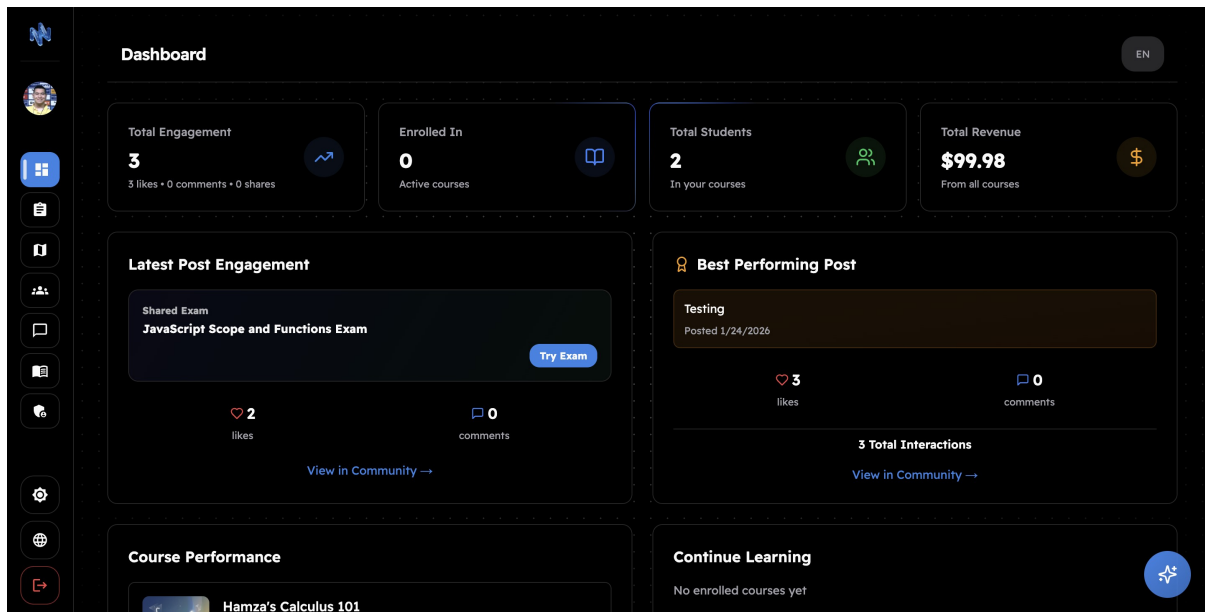 Dashboard
EN
Total Engagement
3
3 likes • 0 comments • 0 shares
Enrolled In
0
Active courses
Total Students
2
In your courses
Total Revenue
$99.98
From all courses
Latest Post Engagement
Shared Exam
JavaScript Scope and Functions Exam
Try Exam
2
likes
0
comments
View in Community →
Best Performing Post
Testing
Posted 1/24/2026
3
likes
0
comments
3 Total Interactions
View in Community →
Course Performance
Hamza's Calculus 101
Continue Learning
No enrolled courses yet